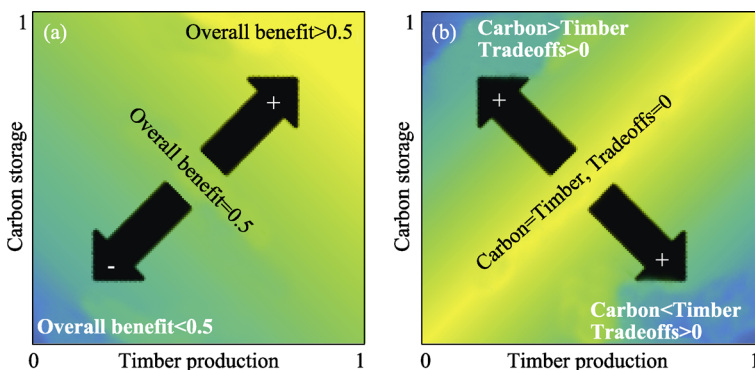 1
(a)
Overall benefit>0.5
+
Overall benefit=0.5
-
Overall benefit<0.5
Carbon storage
0
Timber production
1
1
(b)
Carbon>Timber
Tradeoffs>0
+
Carbon=Timber, Tradeoffs=0
+
Carbon<Timber
Tradeoffs>0
Carbon storage
0
Timber production
1